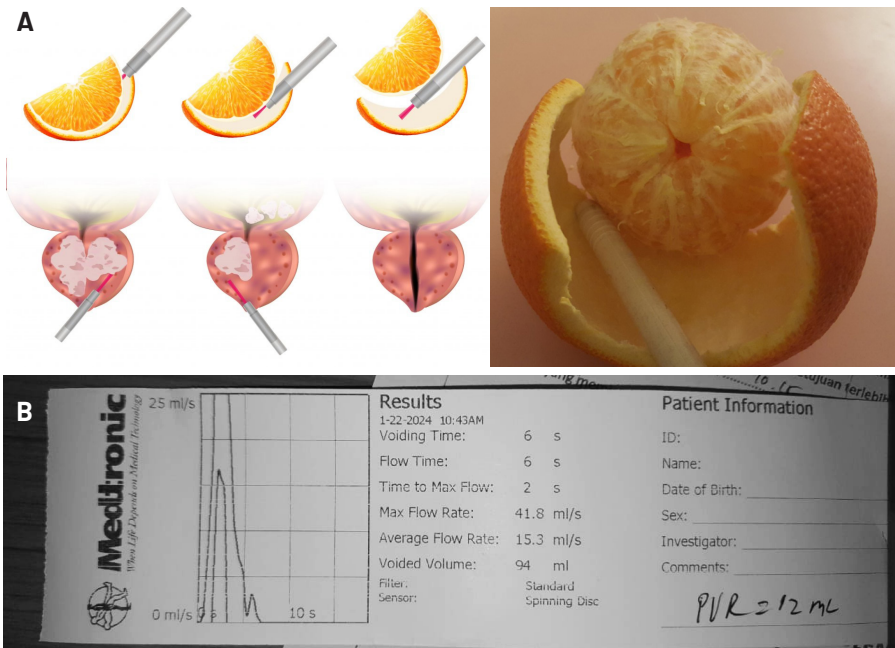 A
B
Medtronic
When Life Depends on Medical Technology
25 ml/s
0 ml/s
0 s
10 s
Results
1-22-2024 10:43AM
Voiding Time: 6 s
Flow Time: 6 s
Time to Max Flow: 2 s
Max Flow Rate: 41.8 ml/s
Average Flow Rate: 15.3 ml/s
Voided Volume: 94 ml
Filter: Standard
Sensor: Spinning Disc
tujuan terlebih
Patient Information
ID:
Name:
Date of Birth:
Sex:
Investigator:
Comments:
PVR = 12 mL